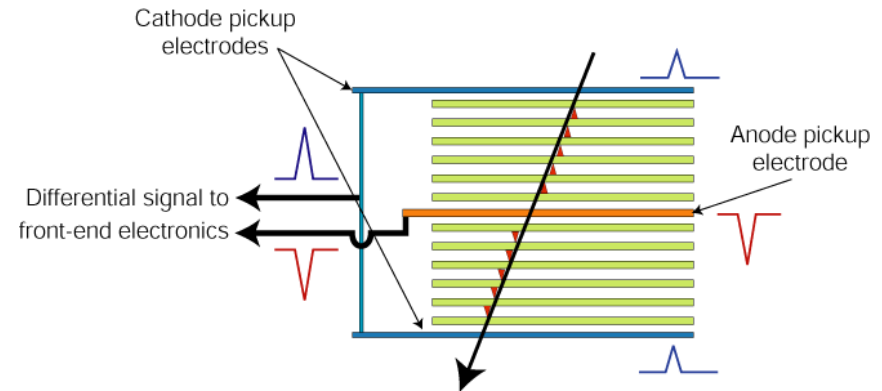 Cathode pickup
electrodes
Anode pickup
electrode
Differential signal to
front-end electronics